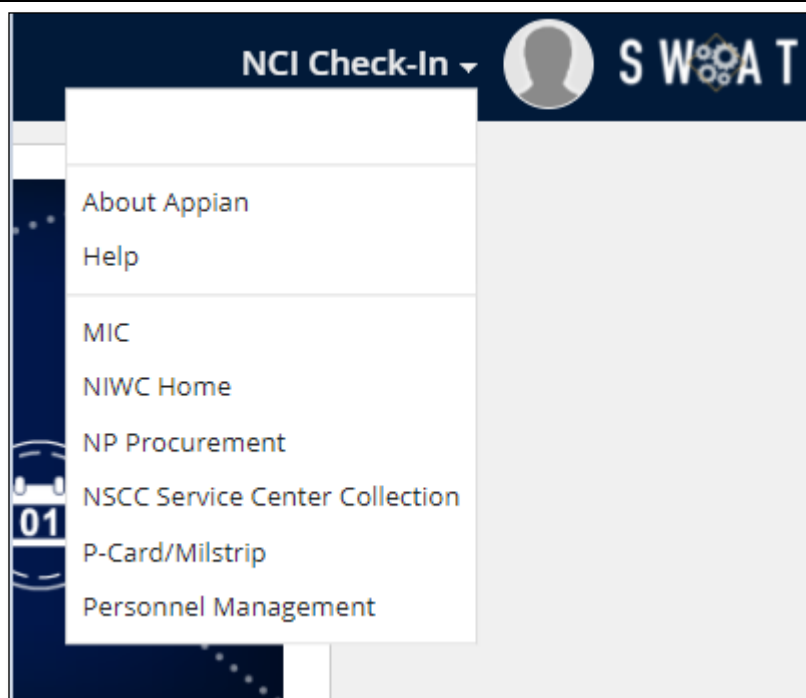 NCI Check-In
SWAT
About Appian
Help
MIC
NIWC Home
NP Procurement
NSCC Service Center Collection
01
P-Card/Milstrip
Personnel Management